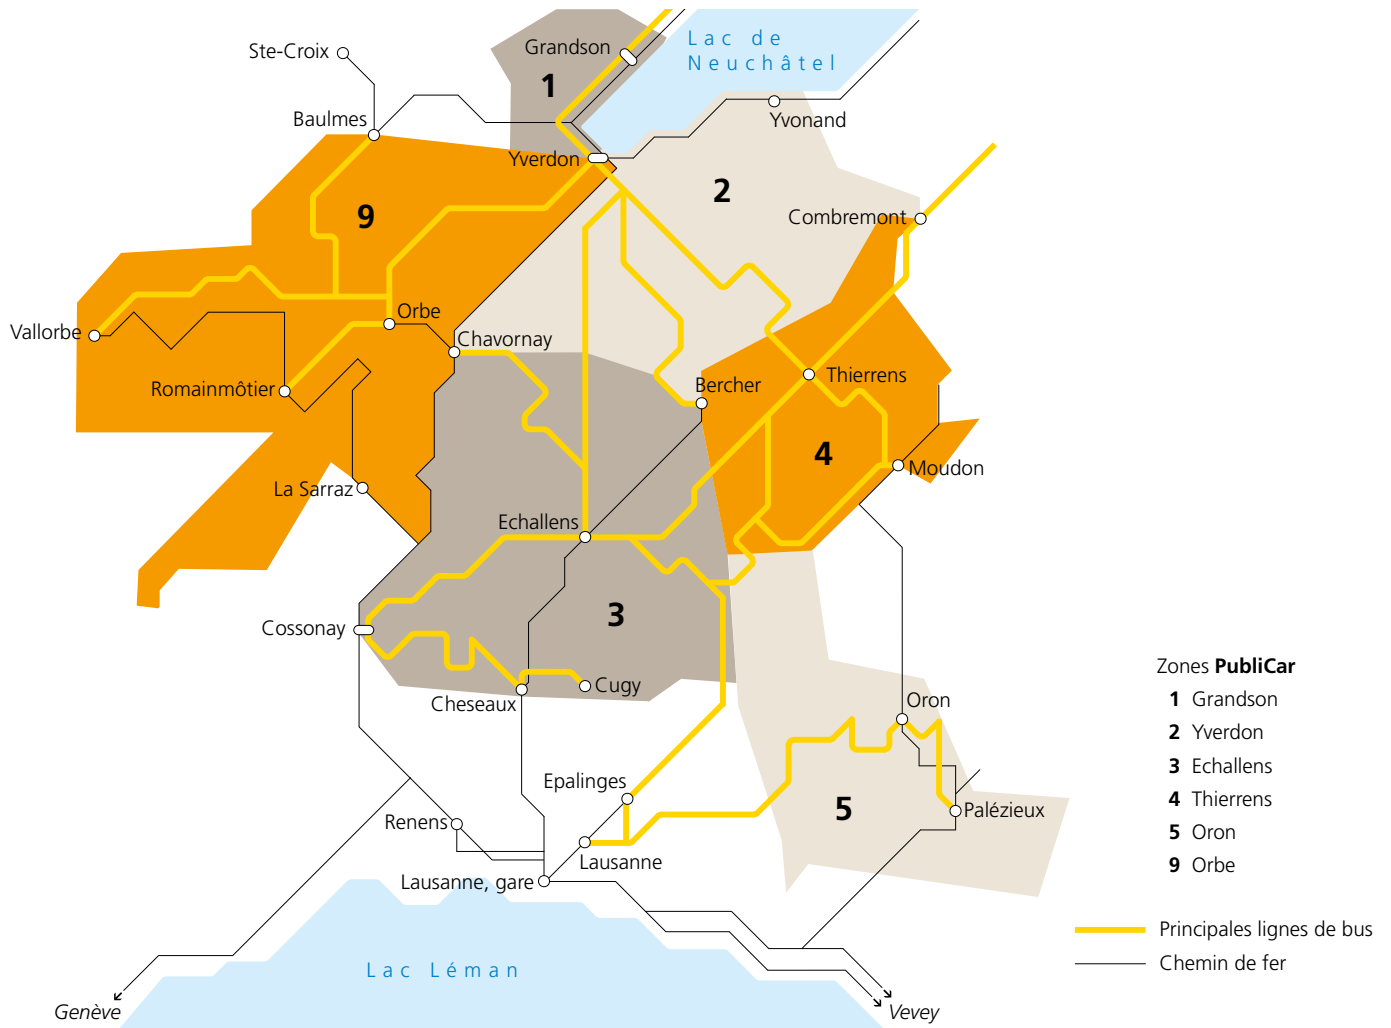 Lac de
Neuchâtel
Grandson
Ste-Croix
1
Baulmes
Yvonand
Yverdon
2
9
Combremont
Orbe
Vallorbe
Chavornay
Romainmôtier
Bercher
Thierrens
4
Moudon
La Sarraz
Echallens
3
Cossonay
Cugy
Cheseaux
Oron
Epalinges
5
Palézieux
Renens
Lausanne
Lausanne, gare
Lac Léman
Genève
Vevey
Zones PubliCar
1 Grandson
2 Yverdon
3 Echallens
4 Thierrens
5 Oron
9 Orbe
Principales lignes de bus
Chemin de fer